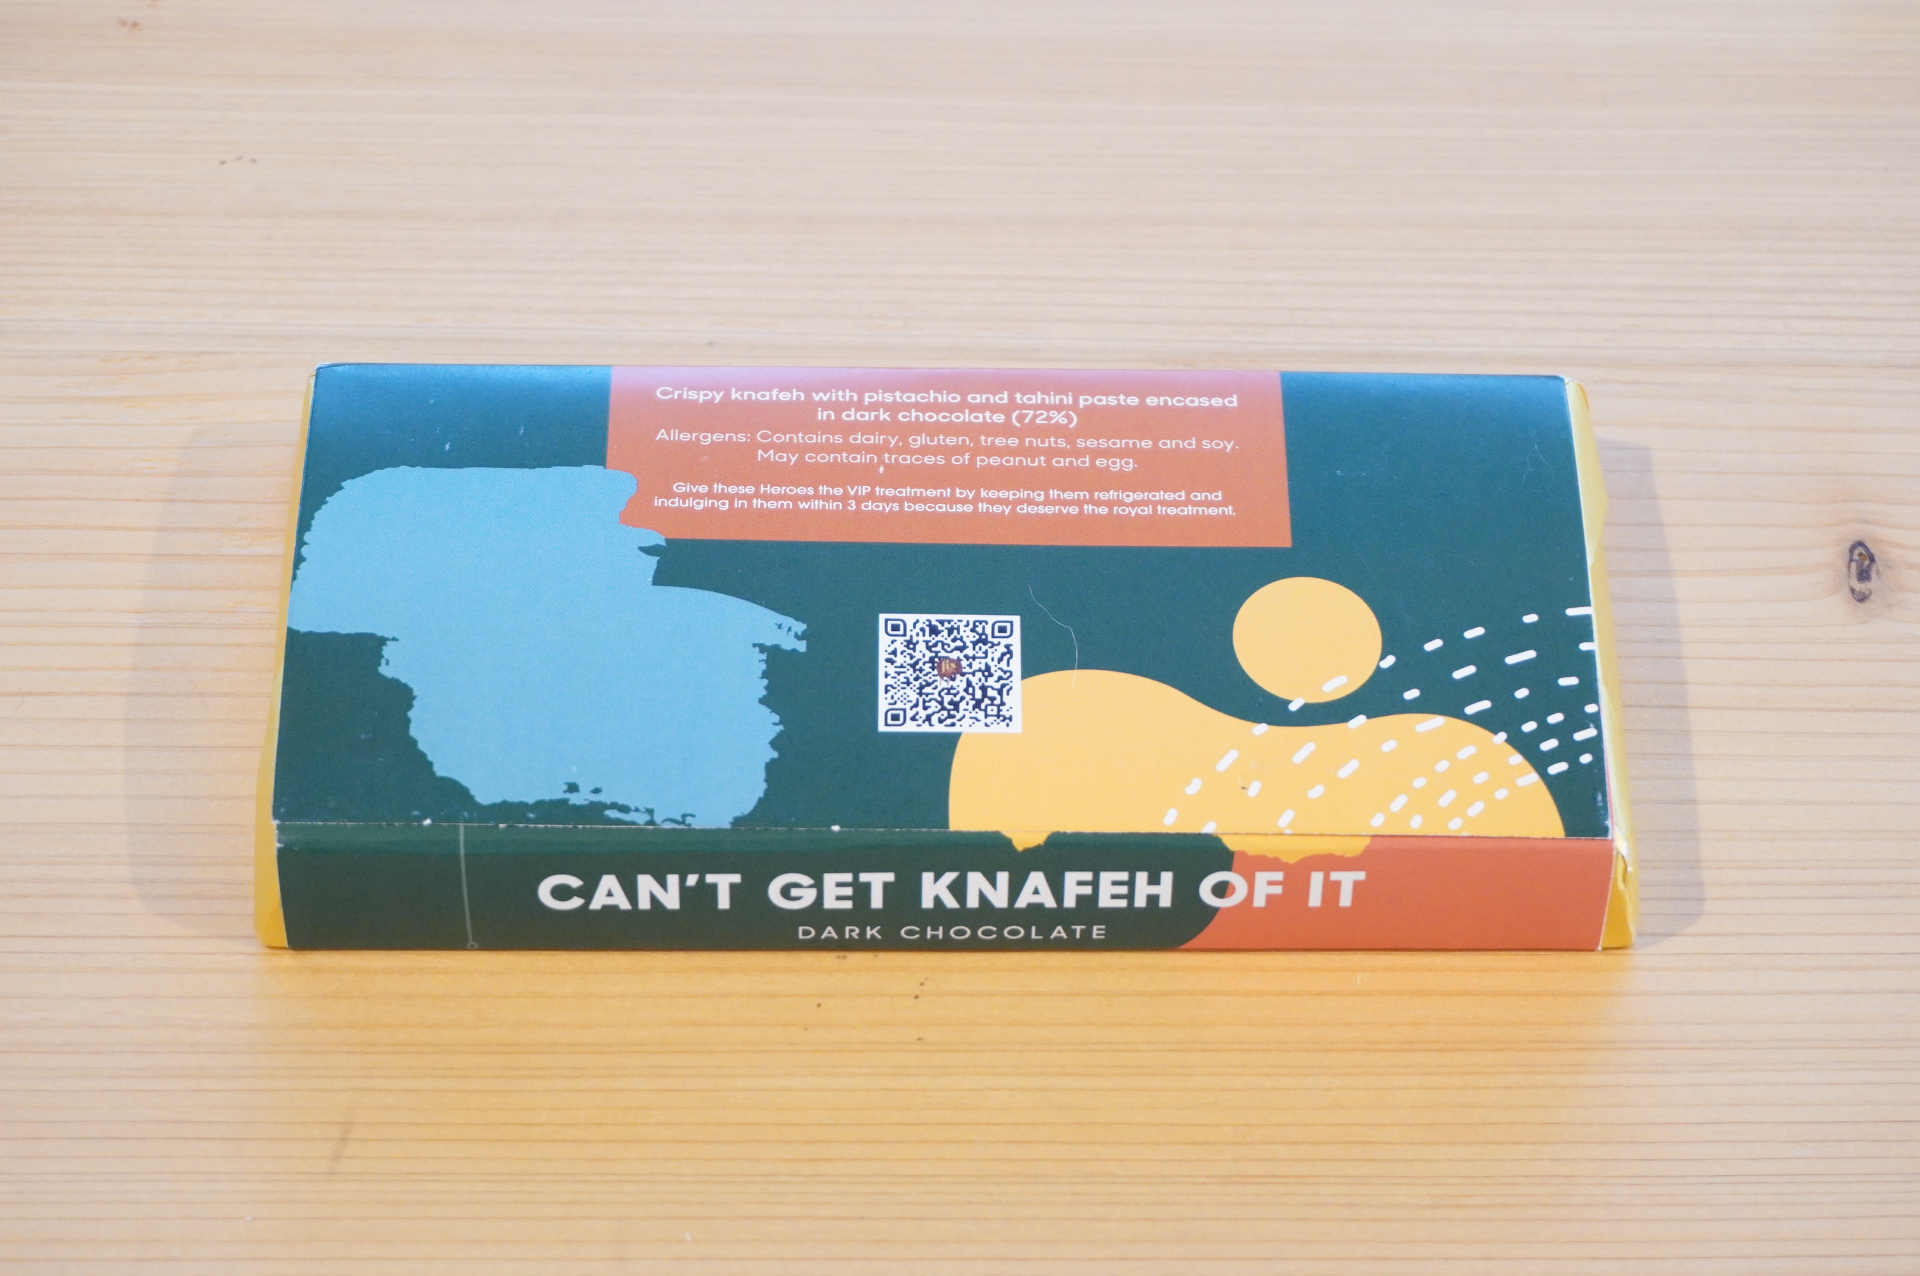 Crispy knafeh with pistachio and tahini paste encased
in dark chocolate (72%)
Allergens: Contains dairy, gluten, tree nuts, sesame and soy.
May contain traces of peanut and egg.
Give these Heroes the VIP treatment by keeping them refrigerated and
indulging in them within 3 days because they deserve the royal treatment.
fix
CAN'T GET KNAFEH OF IT
DARK CHOCOLATE